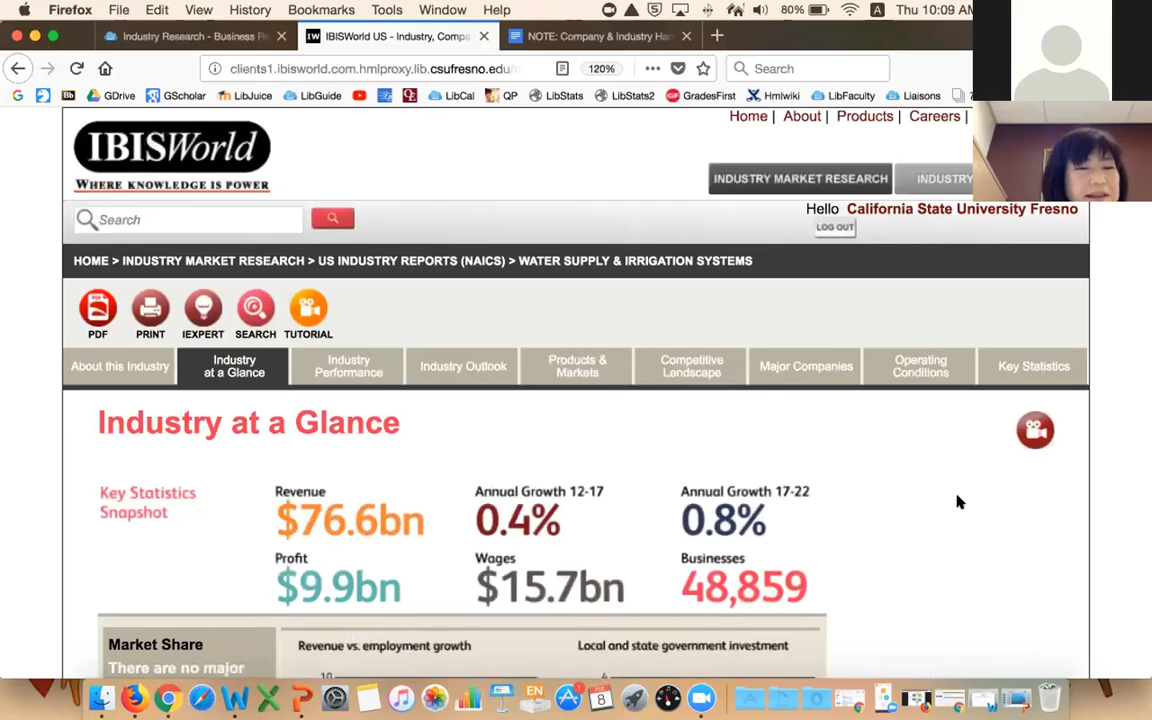 Firefox File Edit View History Bookmarks Tools Window Help 80% A Thu 10:09 AM
Industry Research - Business R IW IBISWorld US - Industry, Compa NOTE: Company & Industry Han
clients1.ibisworld.com.hmlproxy.lib.csufresno.edu/ 120% Search
Bb GDrive GScholar LibJuice LibGuide LibCal QP LibStats LibStats2 GradesFirst Hmlwiki LibFaculty Liaisons
IBISWorld
WHERE KNOWLEDGE IS POWER
Home | About | Products | Careers |
INDUSTRY MARKET RESEARCH INDUSTRY
Search
Hello California State University Fresno
LOG OUT
HOME > INDUSTRY MARKET RESEARCH > US INDUSTRY REPORTS (NAICS) > WATER SUPPLY & IRRIGATION SYSTEMS
PDF PRINT IEXPERT SEARCH TUTORIAL
About this Industry
Industry at a Glance
Industry Performance
Industry Outlook
Products & Markets
Competitive Landscape
Major Companies
Operating Conditions
Key Statistics
Industry at a Glance
Key Statistics
Snapshot
Revenue
$76.6bn
Annual Growth 12-17
0.4%
Annual Growth 17-22
0.8%
Profit
$9.9bn
Wages
$15.7bn
Businesses
48,859
Market Share
There are no major
Revenue vs. employment growth
Local and state government investment
10
4
EN
8